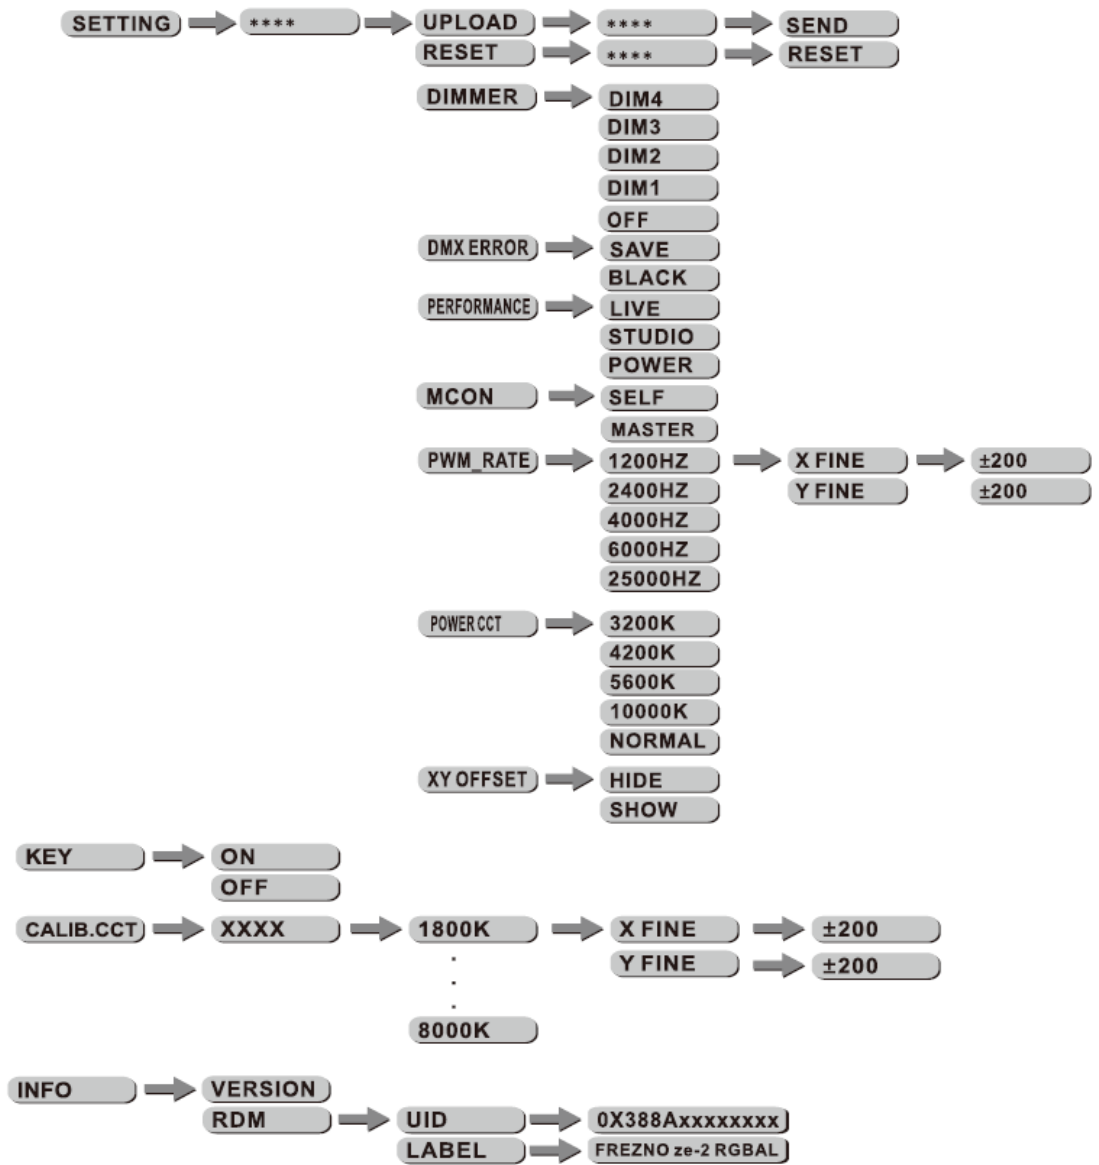 SETTING **** UPLOAD **** SEND
RESET **** RESET
DIMMER DIM4
DIM3
DIM2
DIM1
OFF
DMX ERROR SAVE
BLACK
PERFORMANCE LIVE
STUDIO
POWER
MCON SELF
MASTER
PWM_RATE 1200HZ X FINE ±200
2400HZ Y FINE ±200
4000HZ
6000HZ
25000HZ
POWER CCT 3200K
4200K
5600K
10000K
NORMAL
XY OFFSET HIDE
SHOW
KEY ON
OFF
CALIB.CCT XXXX 1800K X FINE ±200
Y FINE ±200
.
.
.
8000K
INFO VERSION
RDM UID 0X388Axxxxxxxx
LABEL FREZNO ze-2 RGBAL